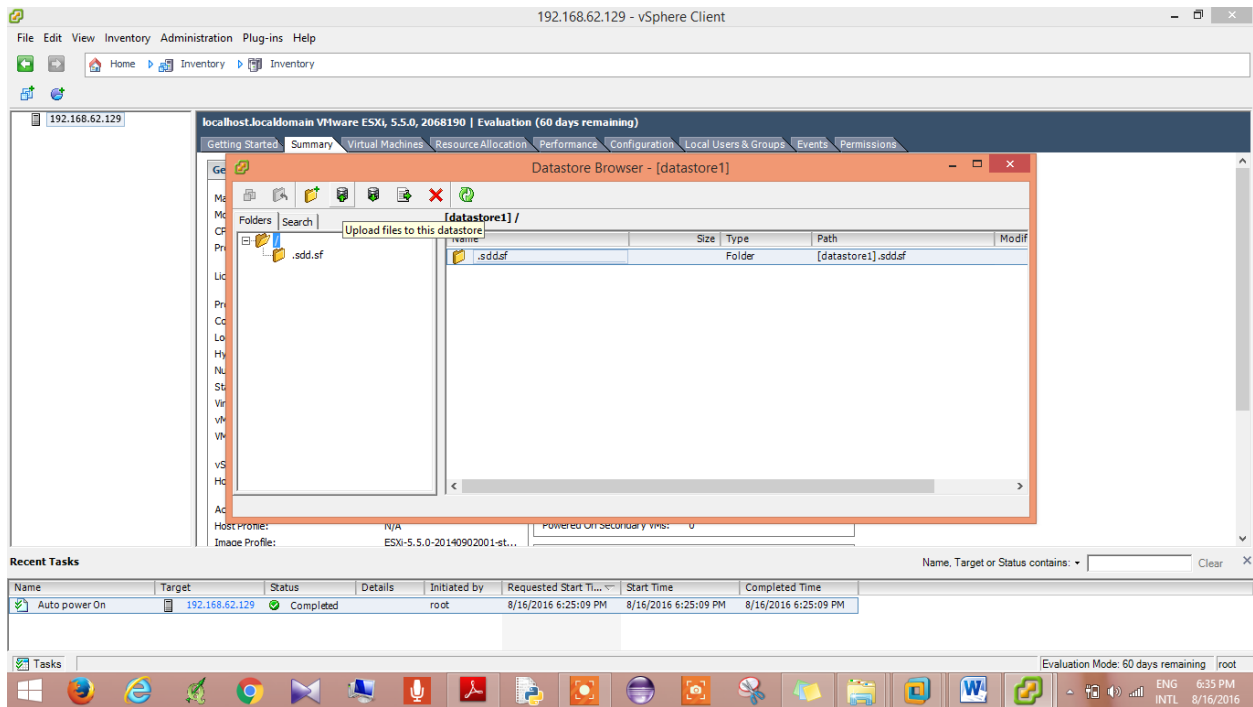 192.168.62.129 - vSphere Client
File Edit View Inventory Administration Plug-ins Help
Home Inventory Inventory
192.168.62.129
localhost.localdomain VMware ESXi, 5.5.0, 2068190 | Evaluation (60 days remaining)
Getting Started Summary Virtual Machines Resource Allocation Performance Configuration Local Users & Groups Events Permissions
Datastore Browser - [datastore1]
Folders Search [datastore1] /
Upload files to this datastore
Name Size Type Path Modif
/
.sdd.sf
.sdd.sf Folder [datastore1] .sdd.sf
Host Profile: N/A Powered On Secondary VMs: 0
Image Profile: ESXi-5.5.0-20140902001-st...
Recent Tasks Name, Target or Status contains: Clear
Name Target Status Details Initiated by Requested Start Ti... Start Time Completed Time
Auto power On 192.168.62.129 Completed root 8/16/2016 6:25:09 PM 8/16/2016 6:25:09 PM 8/16/2016 6:25:09 PM
Tasks Evaluation Mode: 60 days remaining root
ENG 6:35 PM
INTL 8/16/2016